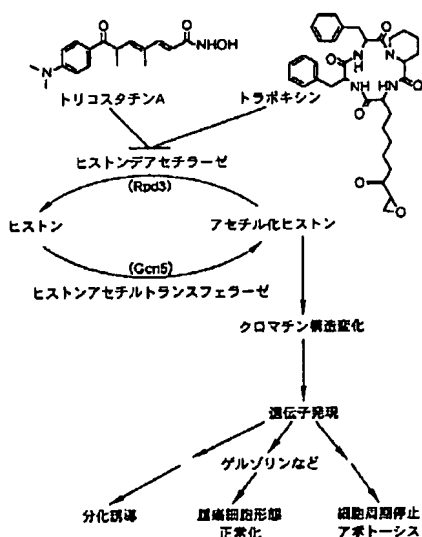 トリコスタチンA
トラポキシン
ヒストンデアセチラーゼ
(Rpd3)
ヒストン
アセチル化ヒストン
(Gcn5)
ヒストンアセチルトランスフェラーゼ
クロマチン構造変化
遺伝子発現
ゲルゾリンなど
分化誘導
腫瘍細胞形態
正常化
細胞周期停止
アポトーシス